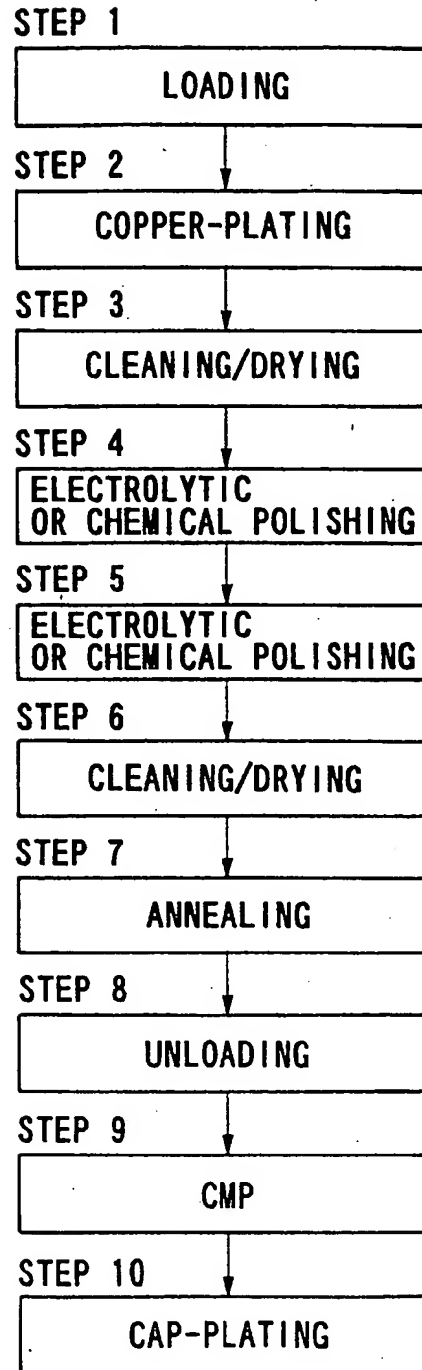 STEP 1
LOADING
STEP 2
COPPER-PLATING
STEP 3
CLEANING/DRYING
STEP 4
ELECTROLYTIC
OR CHEMICAL POLISHING
STEP 5
ELECTROLYTIC
OR CHEMICAL POLISHING
STEP 6
CLEANING/DRYING
STEP 7
ANNEALING
STEP 8
UNLOADING
STEP 9
CMP
STEP 10
CAP-PLATING